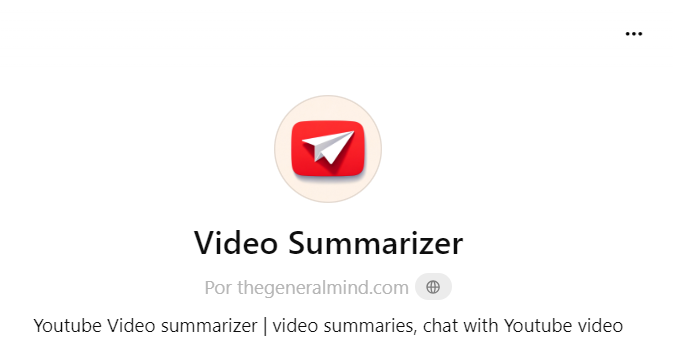 Video Summarizer
Por thegeneralmind.com
Youtube Video summarizer | video summaries, chat with Youtube video